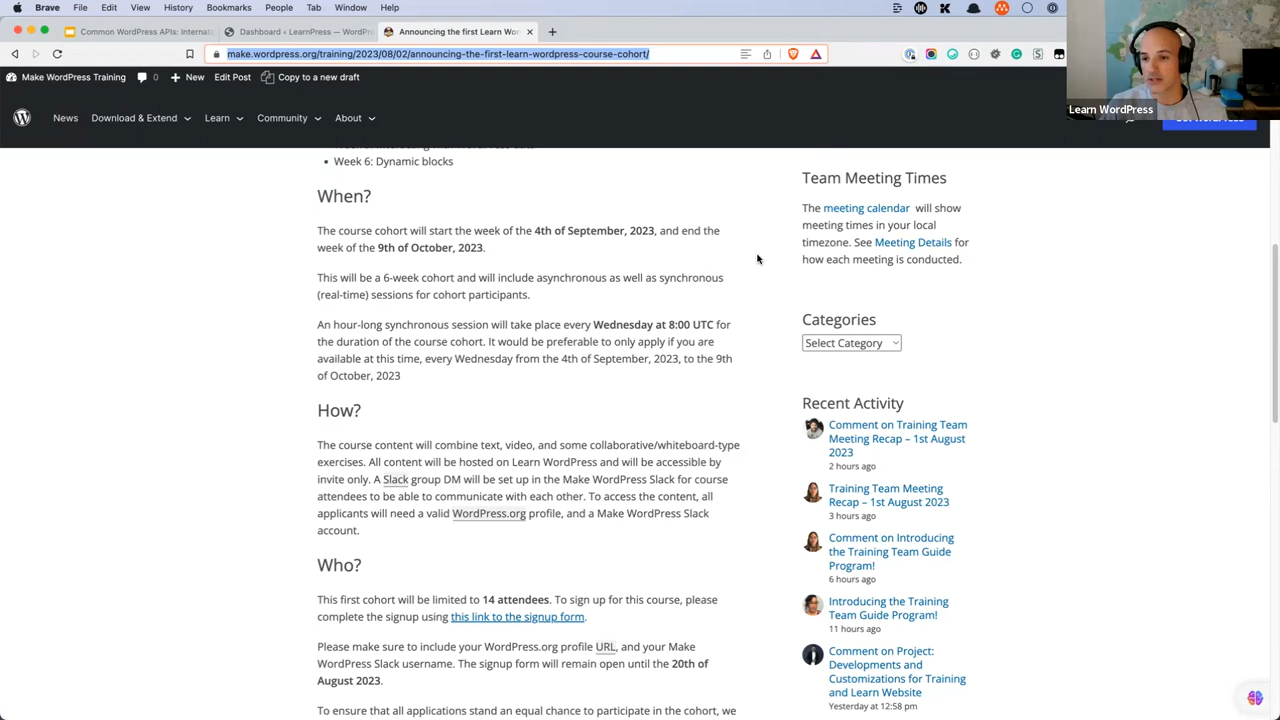 Brave File Edit View History Bookmarks People Tab Window Help
Common WordPress APIs: Internat
Dashboard ‹ LearnPress — WordPr
Announcing the first Learn Wo
make.wordpress.org/training/2023/08/02/announcing-the-first-learn-wordpress-course-cohort/
Make WordPress Training 0 New Edit Post Copy to a new draft
Learn WordPress
News Download & Extend Learn Community About
Week 6: Dynamic blocks
When?
The course cohort will start the week of the 4th of September, 2023, and end the
week of the 9th of October, 2023.
This will be a 6-week cohort and will include asynchronous as well as synchronous
(real-time) sessions for cohort participants.
An hour-long synchronous session will take place every Wednesday at 8:00 UTC for
the duration of the course cohort. It would be preferable to only apply if you are
available at this time, every Wednesday from the 4th of September, 2023, to the 9th
of October, 2023
How?
The course content will combine text, video, and some collaborative/whiteboard-type
exercises. All content will be hosted on Learn WordPress and will be accessible by
invite only. A Slack group DM will be set up in the Make WordPress Slack for course
attendees to be able to communicate with each other. To access the content, all
applicants will need a valid WordPress.org profile, and a Make WordPress Slack
account.
Who?
This first cohort will be limited to 14 attendees. To sign up for this course, please
complete the signup using this link to the signup form.
Please make sure to include your WordPress.org profile URL, and your Make
WordPress Slack username. The signup form will remain open until the 20th of
August 2023.
To ensure that all applications stand an equal chance to participate in the cohort, we
Team Meeting Times
The meeting calendar will show
meeting times in your local
timezone. See Meeting Details for
how each meeting is conducted.
Categories
Select Category
Recent Activity
Comment on Training Team
Meeting Recap – 1st August
2023
2 hours ago
Training Team Meeting
Recap – 1st August 2023
3 hours ago
Comment on Introducing
the Training Team Guide
Program!
6 hours ago
Introducing the Training
Team Guide Program!
11 hours ago
Comment on Project:
Developments and
Customizations for Training
and Learn Website
Yesterday at 12:58 pm